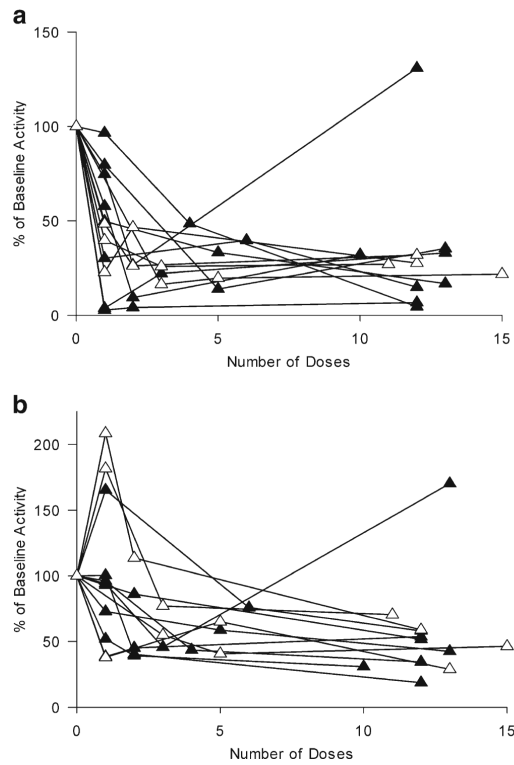 a
150
100
50
0
% of Baseline Activity
0 5 10 15
Number of Doses
b
200
150
100
50
0
% of Baseline Activity
0 5 10 15
Number of Doses